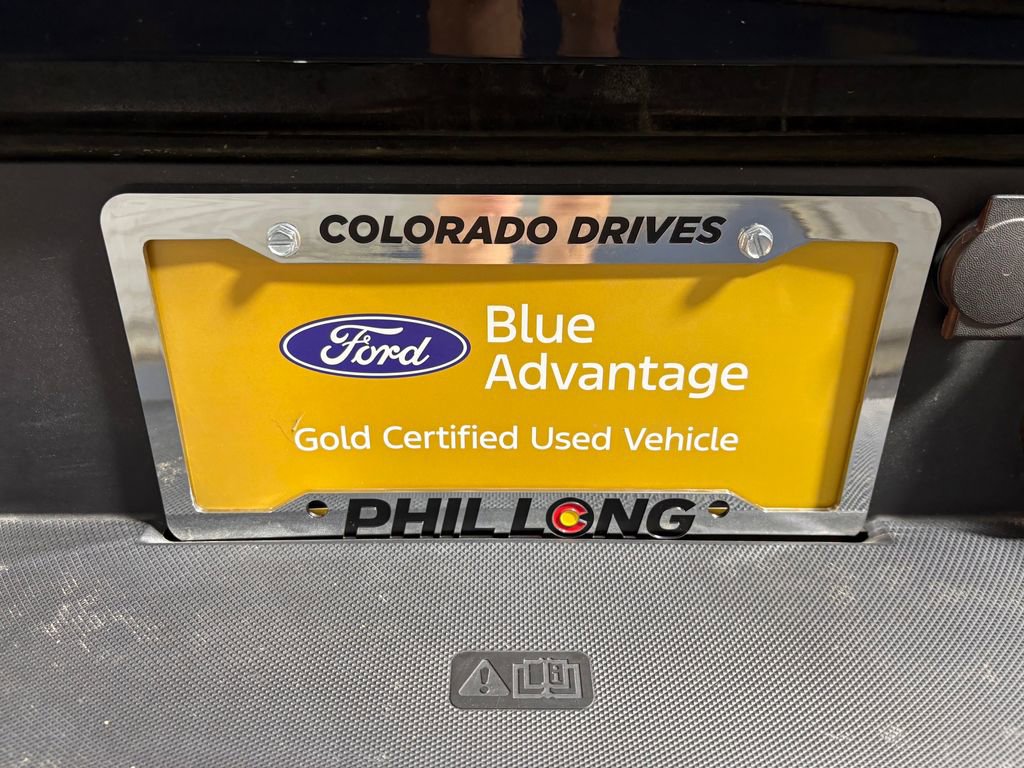 COLORADO DRIVES
Ford
Blue
Advantage
Gold Certified Used Vehicle
PHIL LONG